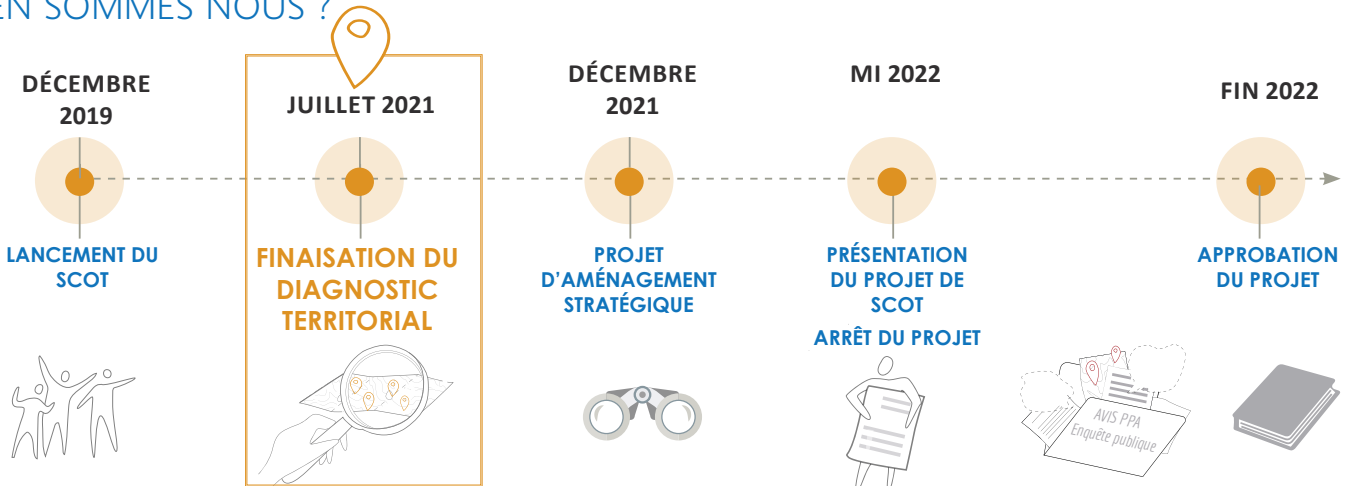 EN SOMMES NOUS ?
DÉCEMBRE
2019
LANCEMENT DU
SCOT
JUILLET 2021
FINAISATION DU
DIAGNOSTIC
TERRITORIAL
DÉCEMBRE
2021
PROJET
D'AMÉNAGEMENT
STRATÉGIQUE
MI 2022
PRÉSENTATION
DU PROJET DE
SCOT
ARRÊT DU PROJET
AVIS PPA
Enquête publique
FIN 2022
APPROBATION
DU PROJET